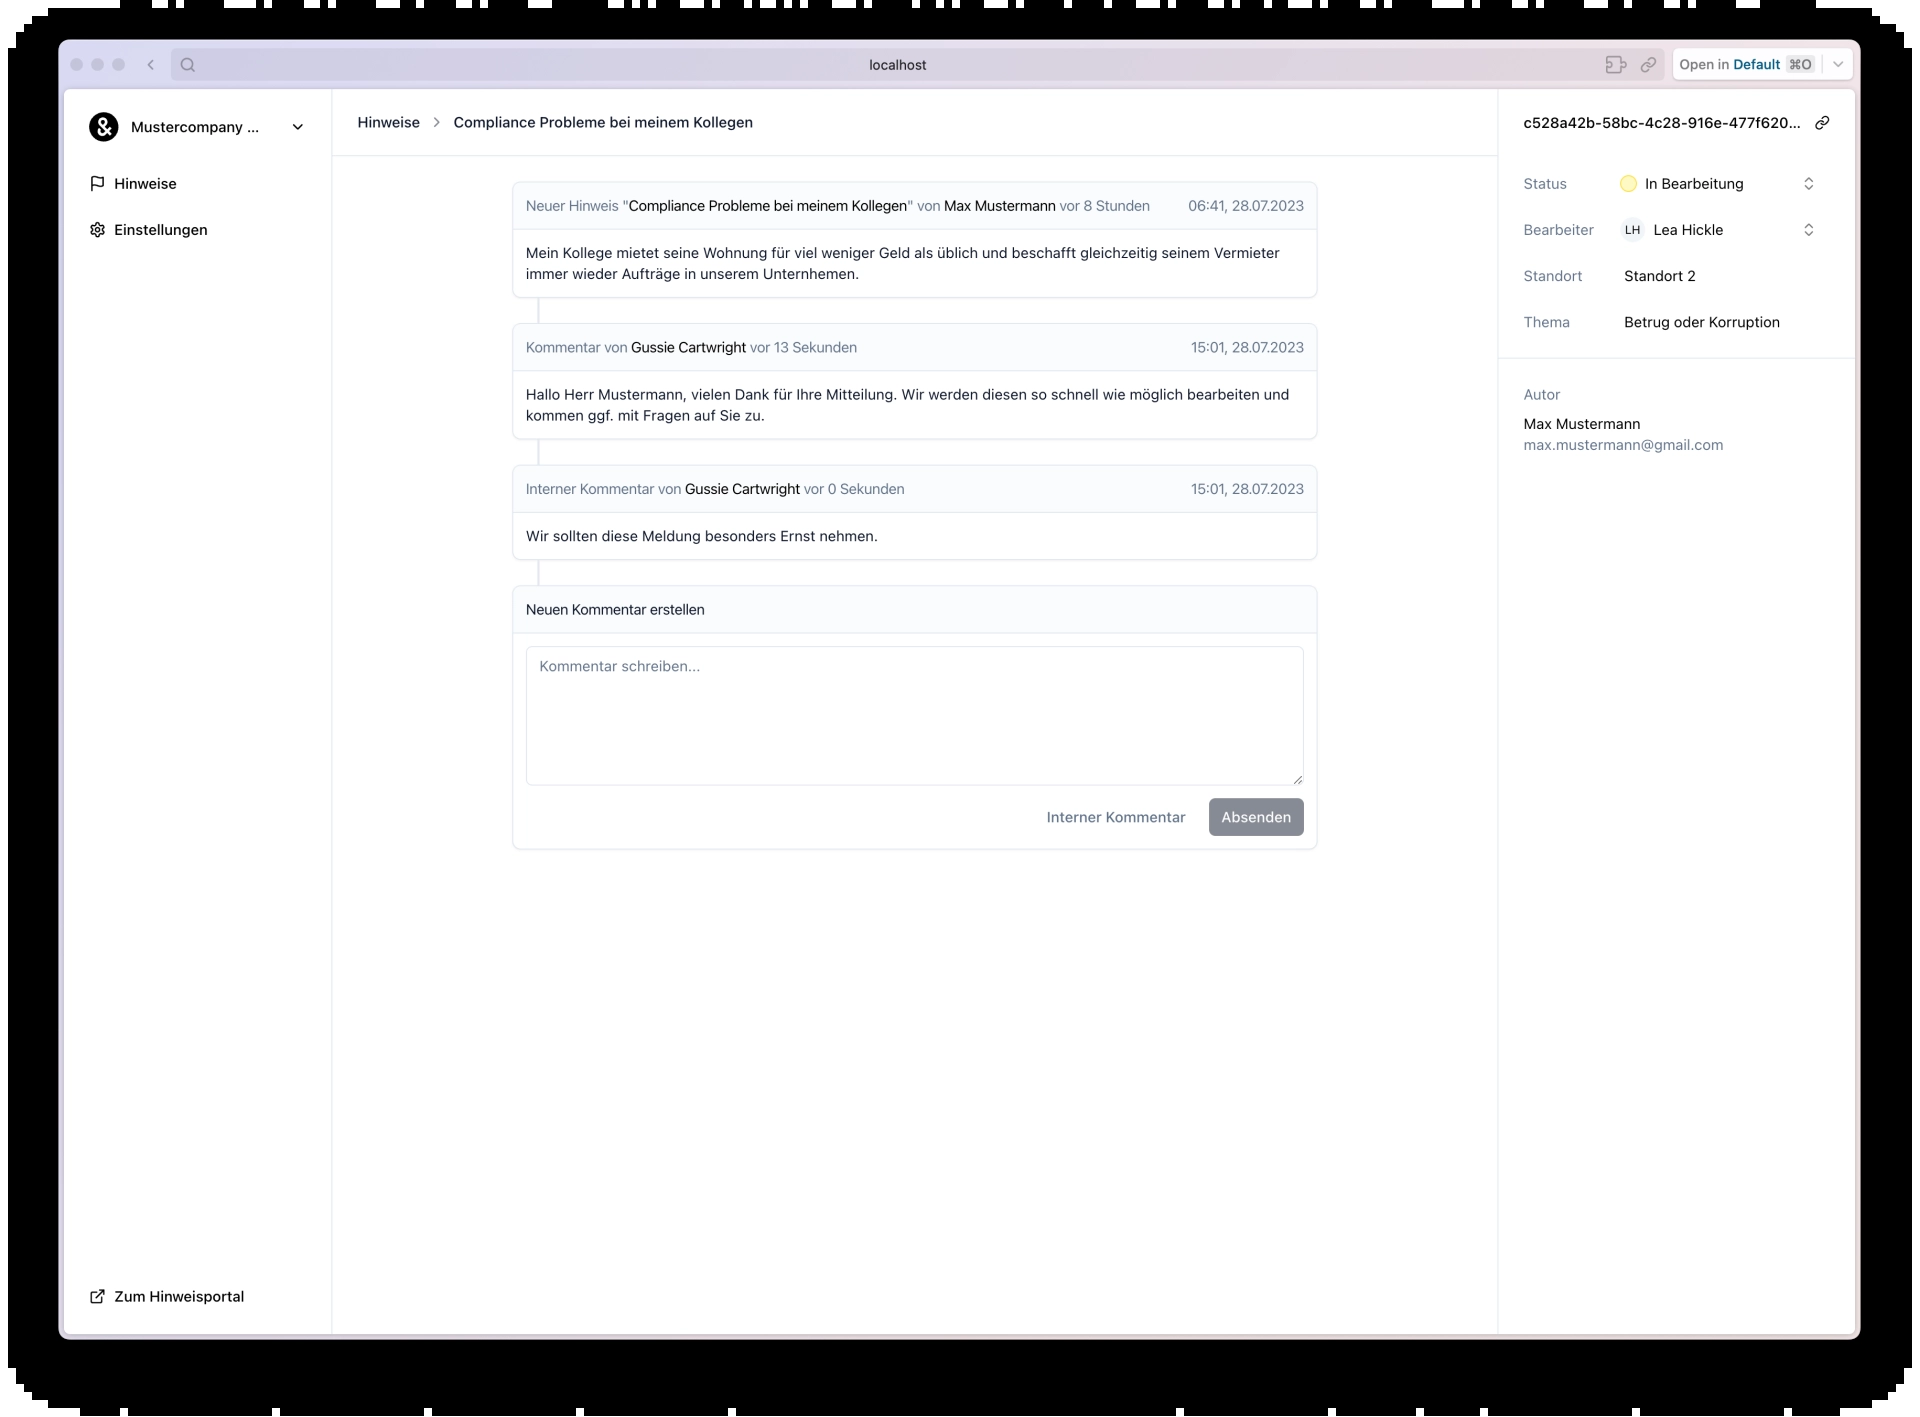 localhost
Open in Default ⌘O
& Mustercompany ...
Hinweise
Einstellungen
Zum Hinweisportal
Hinweise > Compliance Probleme bei meinem Kollegen
Neuer Hinweis "Compliance Probleme bei meinem Kollegen" von Max Mustermann vor 8 Stunden 06:41, 28.07.2023
Mein Kollege mietet seine Wohnung für viel weniger Geld als üblich und beschafft gleichzeitig seinem Vermieter
immer wieder Aufträge in unserem Unternhemen.
Kommentar von Gussie Cartwright vor 13 Sekunden 15:01, 28.07.2023
Hallo Herr Mustermann, vielen Dank für Ihre Mitteilung. Wir werden diesen so schnell wie möglich bearbeiten und
kommen ggf. mit Fragen auf Sie zu.
Interner Kommentar von Gussie Cartwright vor 0 Sekunden 15:01, 28.07.2023
Wir sollten diese Meldung besonders Ernst nehmen.
Neuen Kommentar erstellen
Kommentar schreiben...
Interner Kommentar Absenden
c528a42b-58bc-4c28-916e-477f620...
Status In Bearbeitung
Bearbeiter LH Lea Hickle
Standort Standort 2
Thema Betrug oder Korruption
Autor
Max Mustermann
max.mustermann@gmail.com